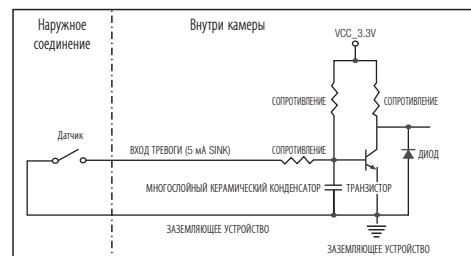 Наружное
соединение
Внутри камеры
VCC_3.3V
СОПРОТИВЛЕНИЕ
СОПРОТИВЛЕНИЕ
Датчик
ВХОД ТРЕВОГИ (5 мА SINK)
СОПРОТИВЛЕНИЕ
ДИОД
МНОГОСЛОЙНЫЙ КЕРАМИЧЕСКИЙ КОНДЕНСАТОР
ТРАНЗИСТОР
ЗАЗЕМЛЯЮЩЕЕ УСТРОЙСТВО
ЗАЗЕМЛЯЮЩЕЕ УСТРОЙСТВО